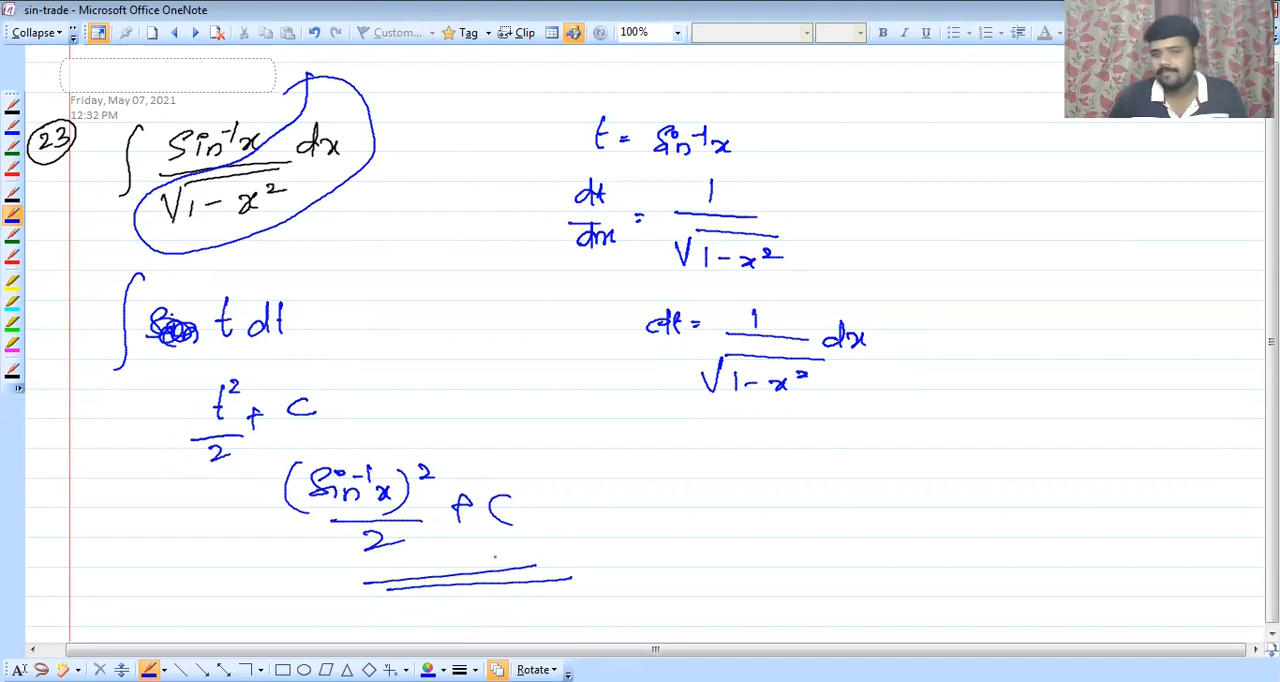 sin-trade - Microsoft Office OneNote
Collapse Custom... Tag Clip 100% B I U A
Friday, May 07, 2021
12:32 PM
23 ∫ Sin⁻¹x / √1-x² dx
t = Sin⁻¹x
dt/dx = 1/√1-x²
∫ t dt
dt = 1/√1-x² dx
t²/2 + C
(Sin⁻¹x)²/2 + C
A Rotate